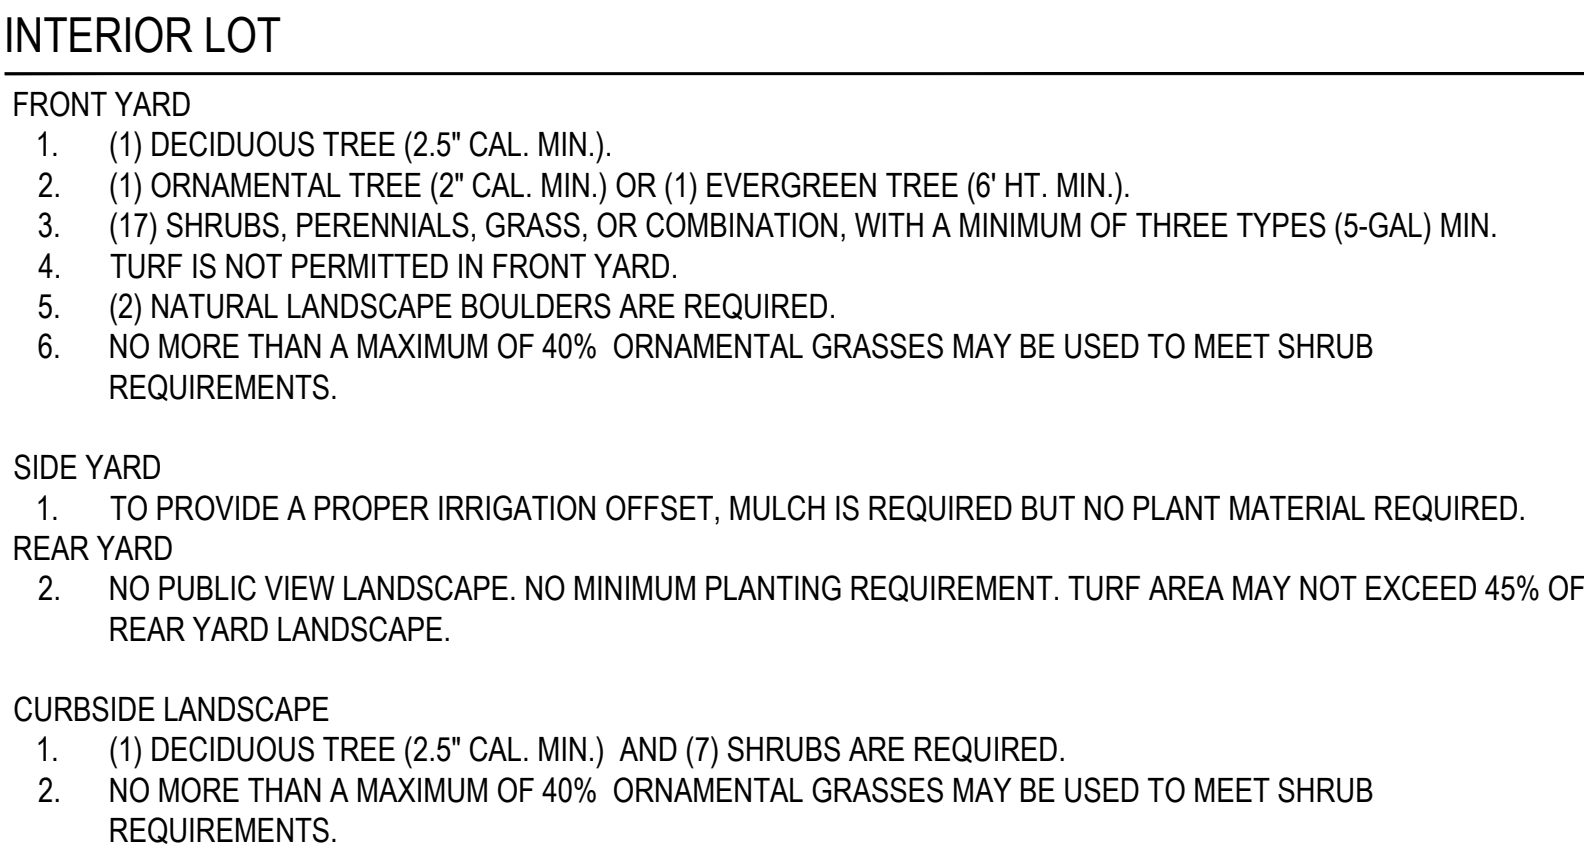 INTERIOR LOT
FRONT YARD
1. (1) DECIDUOUS TREE (2.5" CAL. MIN.).
2. (1) ORNAMENTAL TREE (2" CAL. MIN.) OR (1) EVERGREEN TREE (6' HT. MIN.).
3. (17) SHRUBS, PERENNIALS, GRASS, OR COMBINATION, WITH A MINIMUM OF THREE TYPES (5-GAL) MIN.
4. TURF IS NOT PERMITTED IN FRONT YARD.
5. (2) NATURAL LANDSCAPE BOULDERS ARE REQUIRED.
6. NO MORE THAN A MAXIMUM OF 40% ORNAMENTAL GRASSES MAY BE USED TO MEET SHRUB
REQUIREMENTS.
SIDE YARD
1. TO PROVIDE A PROPER IRRIGATION OFFSET, MULCH IS REQUIRED BUT NO PLANT MATERIAL REQUIRED.
REAR YARD
2. NO PUBLIC VIEW LANDSCAPE. NO MINIMUM PLANTING REQUIREMENT. TURF AREA MAY NOT EXCEED 45% OF
REAR YARD LANDSCAPE.
CURBSIDE LANDSCAPE
1. (1) DECIDUOUS TREE (2.5" CAL. MIN.) AND (7) SHRUBS ARE REQUIRED.
2. NO MORE THAN A MAXIMUM OF 40% ORNAMENTAL GRASSES MAY BE USED TO MEET SHRUB
REQUIREMENTS.